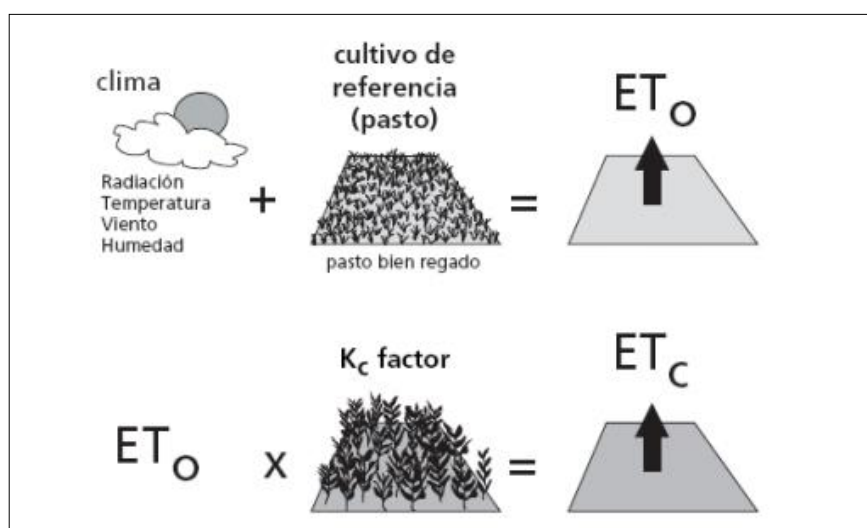 clima
Radiación
Temperatura
Viento
Humedad
+
cultivo de
referencia
(pasto)
pasto bien regado
=
ETo
ETo
x
Kc factor
=
ETc